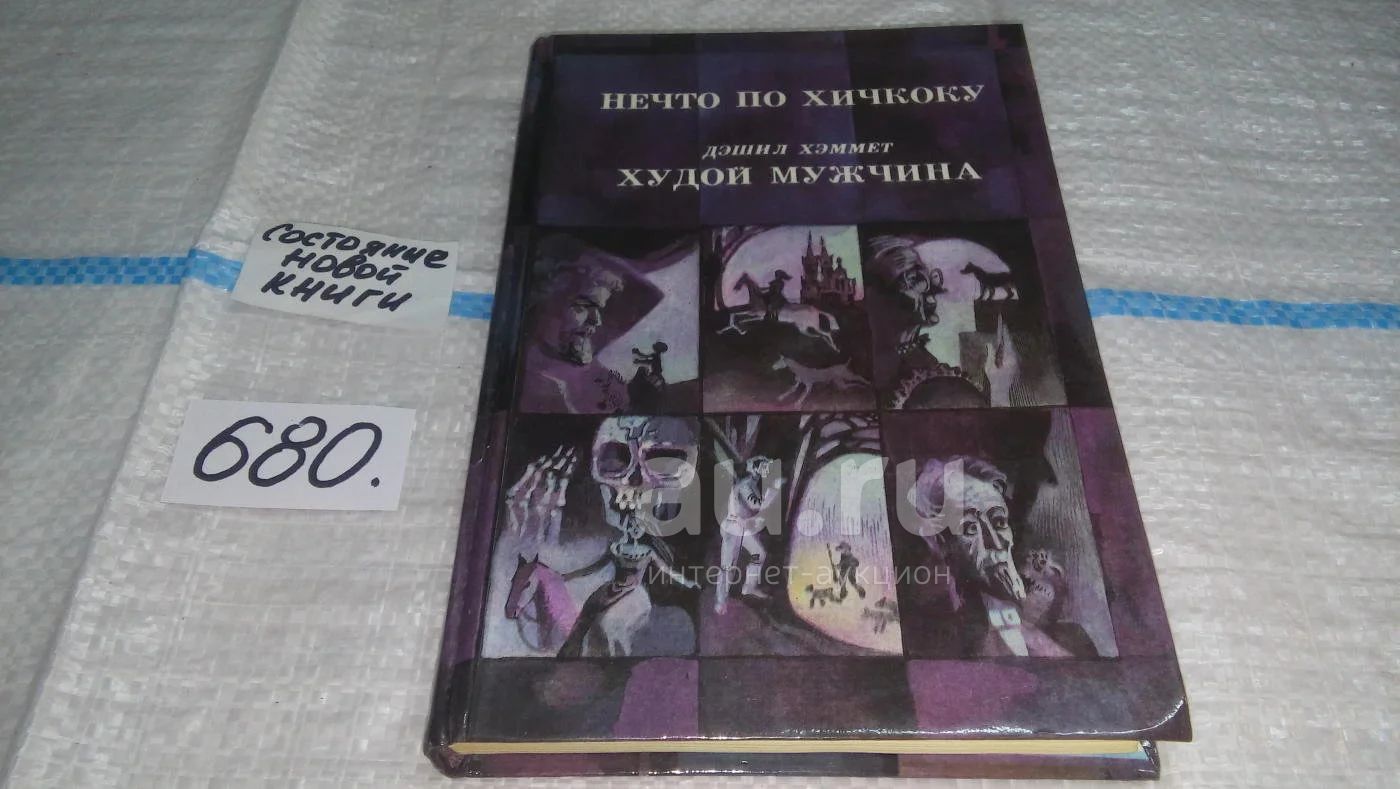 НЕЧТО ПО ХИЧКОКУ
ДЭШИЛ ХЭММЕТ
ХУДОЙ МУЖЧИНА
СОСТОЯНИЕ
НОВОЙ
КНИГИ
680.
au.ru
интернет-аукцион